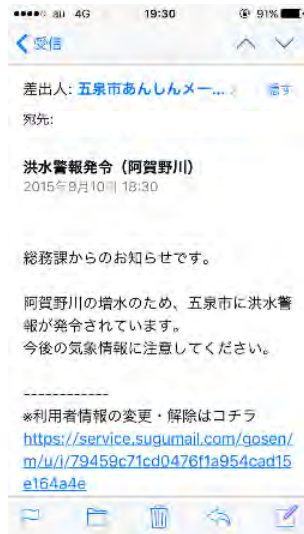 au 4G 19:30 91%
受信
差出人: 五泉市あんしんメー... 隠す
宛先:
洪水警報発令(阿賀野川)
2015年9月10日 18:30
総務課からのお知らせです。
阿賀野川の増水のため、五泉市に洪水警
報が発令されています。
今後の気象情報に注意してください。
------------
※利用者情報の変更・解除はコチラ
https://service.sugumail.com/gosen/
m/u/i/79459c71cd0476f1a954cad15
e164a4e